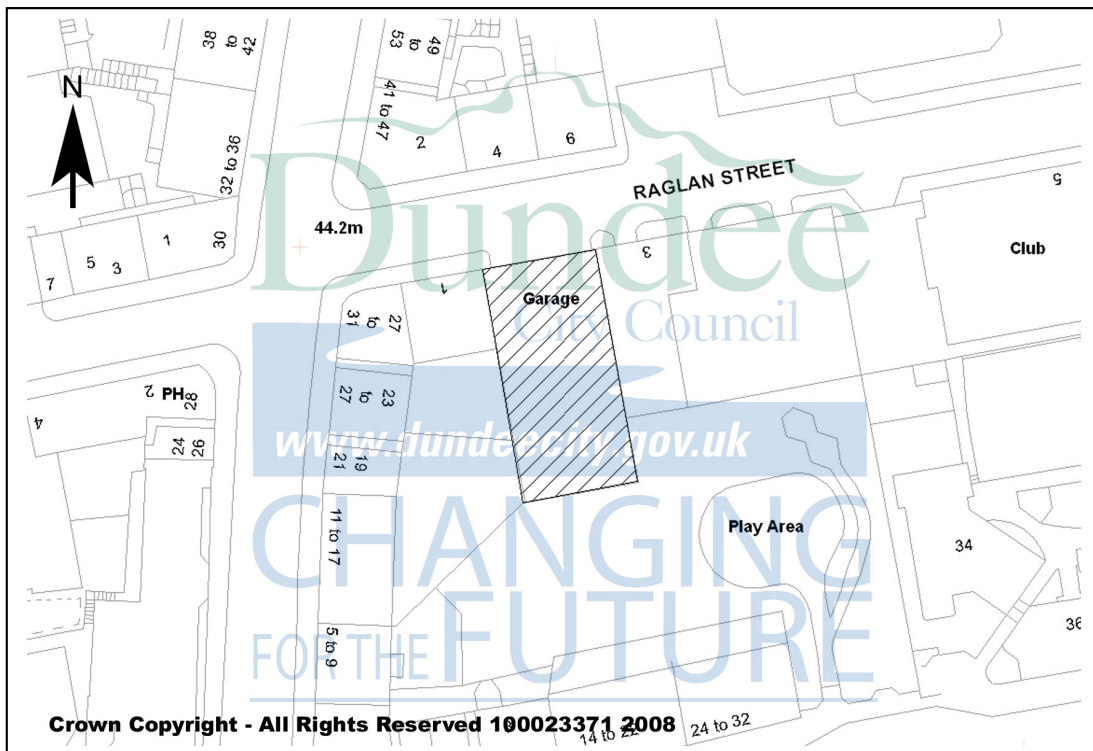 38 to 42
49 to 53
N
41 to 47
2
4
6
32 to 36
RAGLAN STREET
5
44.2m
Dundee
City Council
1
30
5
3
7
3
Club
1
Garage
27 to 31
23 to 27
2
PH
28
4
24
26
www.dundeecity.gov.uk
19
21
CHANGING
FOR THE FUTURE
11 to 17
Play Area
34
5 to 9
36
Crown Copyright - All Rights Reserved 100023371 2008
14 to 22
24 to 32